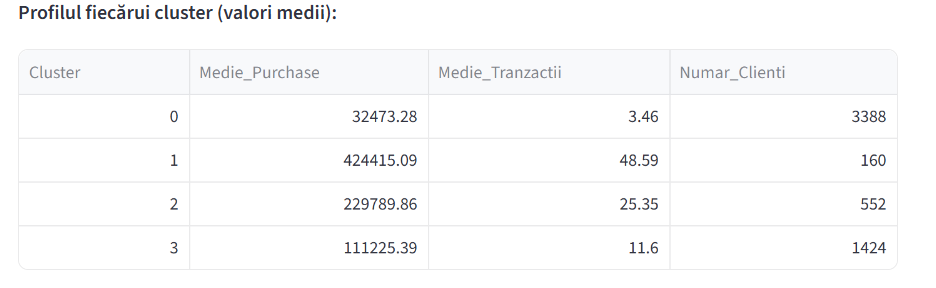 Profilul fiecărui cluster (valori medii):
Cluster Medie_Purchase Medie_Tranzactii Numar_Clienti
0 32473.28 3.46 3388
1 424415.09 48.59 160
2 229789.86 25.35 552
3 111225.39 11.6 1424